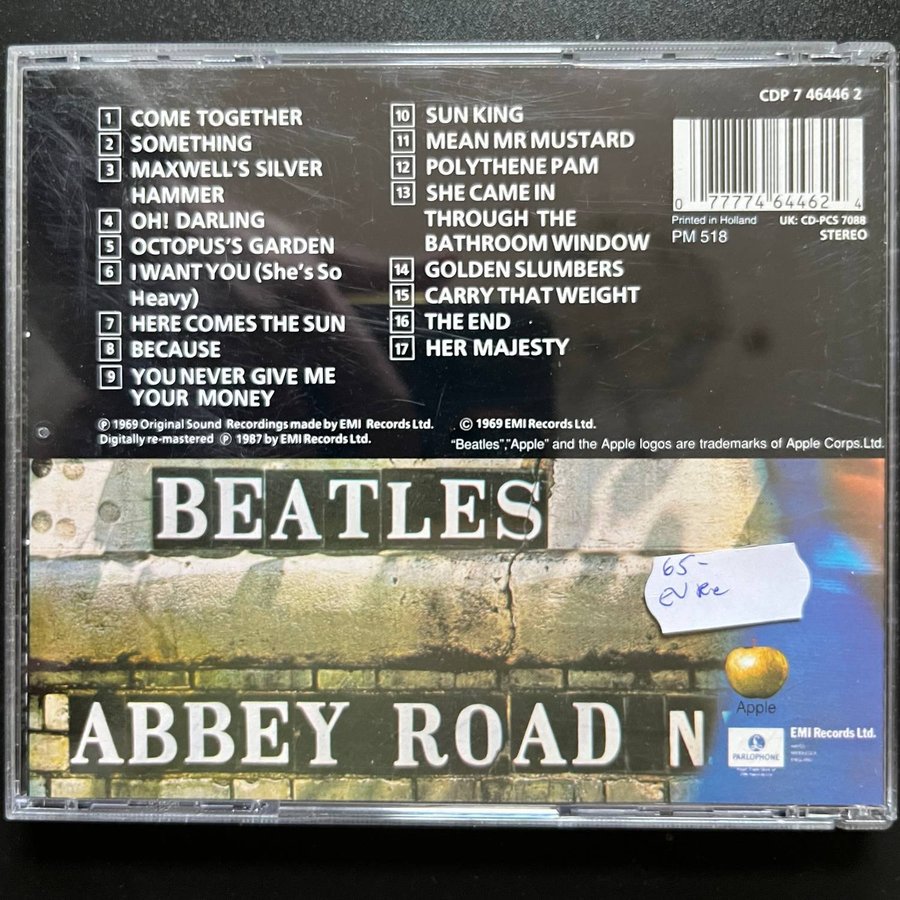 CDP 7 46446 2
1 COME TOGETHER
2 SOMETHING
3 MAXWELL'S SILVER
HAMMER
4 OH! DARLING
5 OCTOPUS'S GARDEN
6 I WANT YOU (She's So
Heavy)
7 HERE COMES THE SUN
8 BECAUSE
9 YOU NEVER GIVE ME
YOUR MONEY
10 SUN KING
11 MEAN MR MUSTARD
12 POLYTHENE PAM
13 SHE CAME IN
THROUGH THE
BATHROOM WINDOW
14 GOLDEN SLUMBERS
15 CARRY THAT WEIGHT
16 THE END
17 HER MAJESTY
0 77774 64462 4
Printed in Holland UK: CD-PCS 7088
PM 518 STEREO
℗ 1969 Original Sound Recordings made by EMI Records Ltd. © 1969 EMI Records Ltd.
Digitally re-mastered ℗ 1987 by EMI Records Ltd.
"Beatles","Apple" and the Apple logos are trademarks of Apple Corps.Ltd.
BEATLES
65-
ABBEY ROAD N
Apple
PARLOPHONE
EMI Records Ltd.